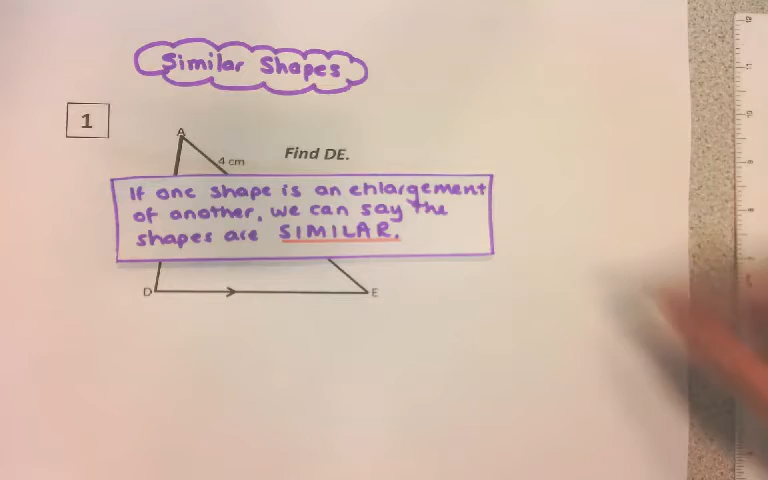 Similar Shapes
1
A
4 cm
Find DE.
If one shape is an enlargement
of another, we can say the
shapes are SIMILAR.
D
E